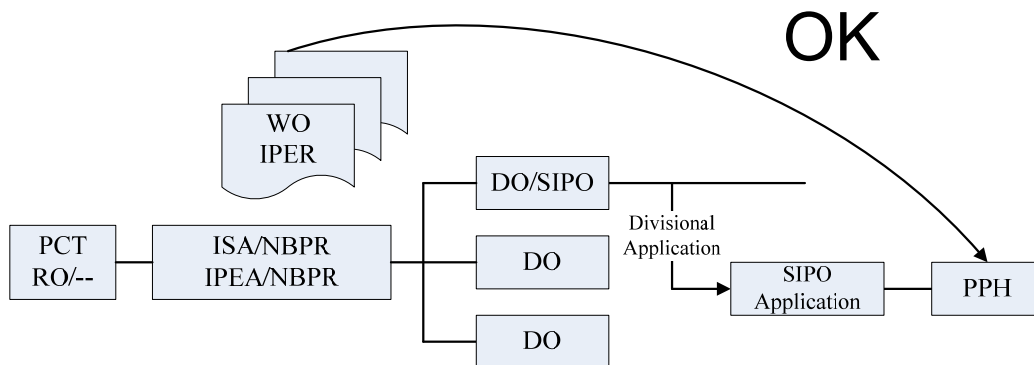 OK
WO
IPER
DO/SIPO
Divisional
Application
PCT
RO/--
ISA/NBPR
IPEA/NBPR
DO
SIPO
Application
PPH
DO